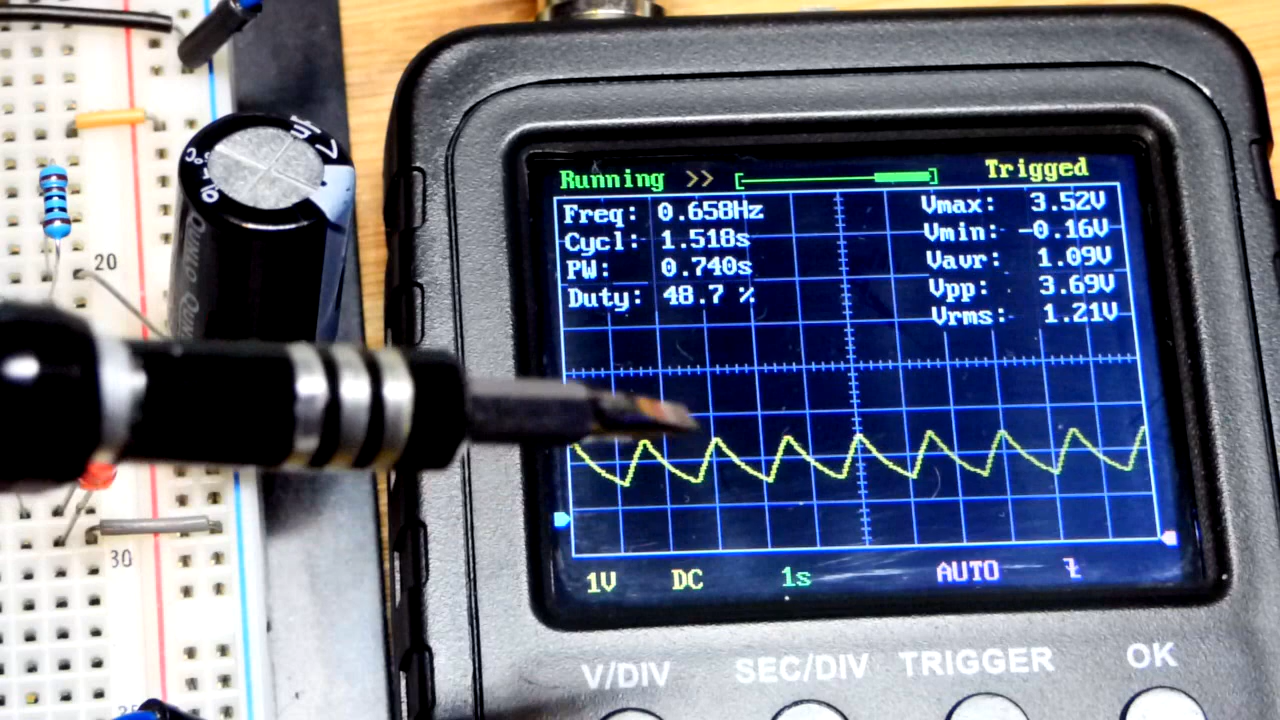 Running >> Trigged
Freq: 0.658Hz Vmax: 3.52V
Cycl: 1.518s Vmin: -0.16V
PW: 0.740s Vavr: 1.09V
Duty: 48.7 % Vpp: 3.69V
Vrms: 1.21V
1V DC 1s AUTO
V/DIV SEC/DIV TRIGGER OK
20
30